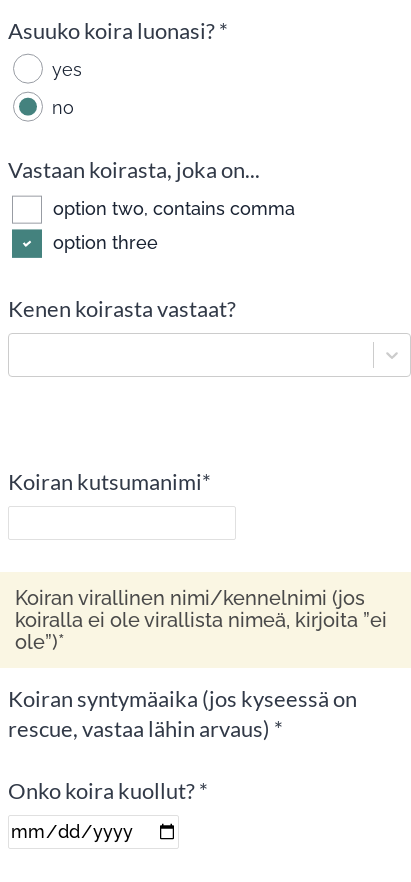 Asuuko koira luonasi? *
yes
no
Vastaan koirasta, joka on...
option two, contains comma
option three
Kenen koirasta vastaat?
Koiran kutsumanimi*
Koiran virallinen nimi/kennelnimi (jos
koiralla ei ole virallista nimeä, kirjoita ”ei
ole”)*
Koiran syntymäaika (jos kyseessä on
rescue, vastaa lähin arvaus) *
Onko koira kuollut? *
mm/dd/yyyy